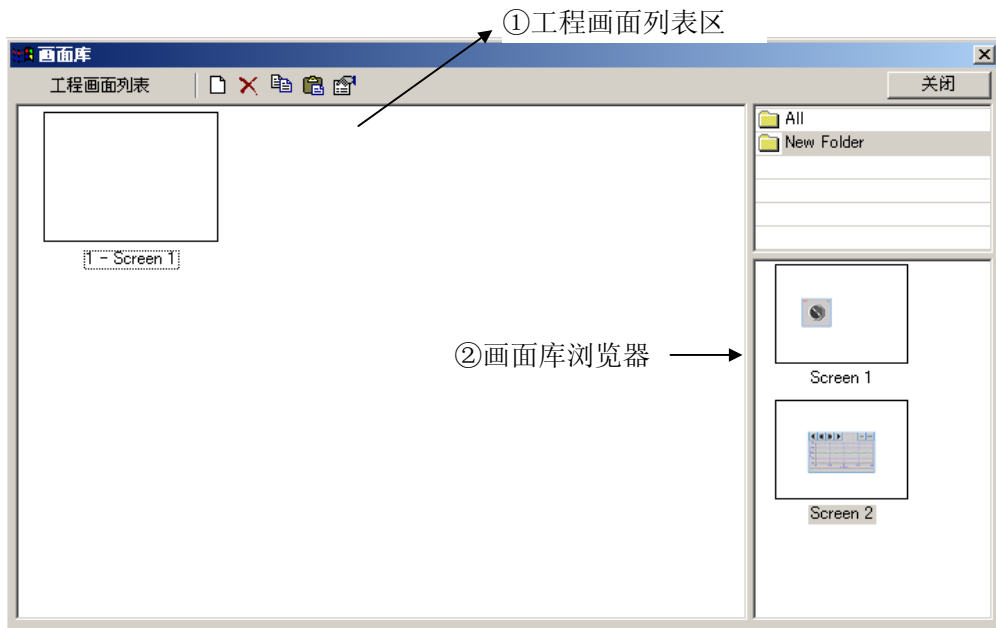 ①工程画面列表区
画面库
工程画面列表
关闭
All
New Folder
1 - Screen 1
②画面库浏览器
Screen 1
Screen 2